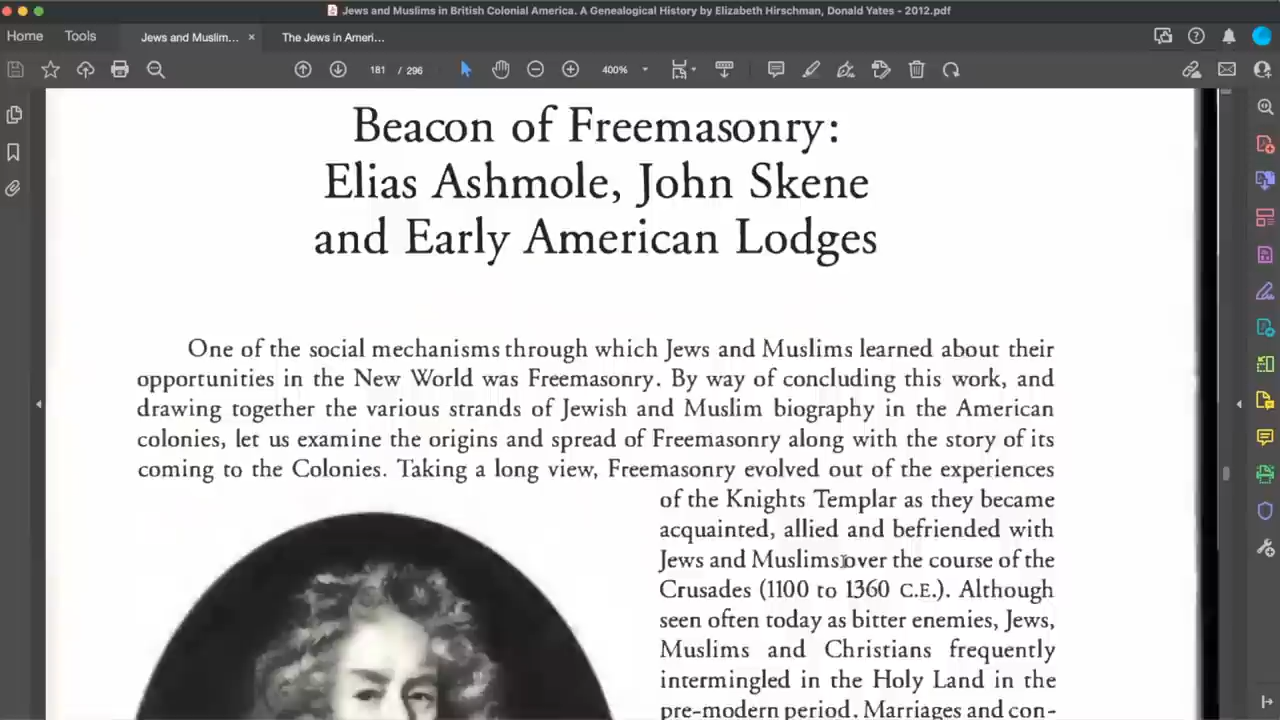 Jews and Muslims in British Colonial America. A Genealogical History by Elizabeth Hirschman, Donald Yates - 2012.pdf
Home Tools Jews and Muslim... × The Jews in Ameri...
181 / 296 400%
Beacon of Freemasonry:
Elias Ashmole, John Skene
and Early American Lodges
One of the social mechanisms through which Jews and Muslims learned about their
opportunities in the New World was Freemasonry. By way of concluding this work, and
drawing together the various strands of Jewish and Muslim biography in the American
colonies, let us examine the origins and spread of Freemasonry along with the story of its
coming to the Colonies. Taking a long view, Freemasonry evolved out of the experiences
of the Knights Templar as they became
acquainted, allied and befriended with
Jews and Muslims over the course of the
Crusades (1100 to 1360 C.E.). Although
seen often today as bitter enemies, Jews,
Muslims and Christians frequently
intermingled in the Holy Land in the
pre-modern period. Marriages and con-